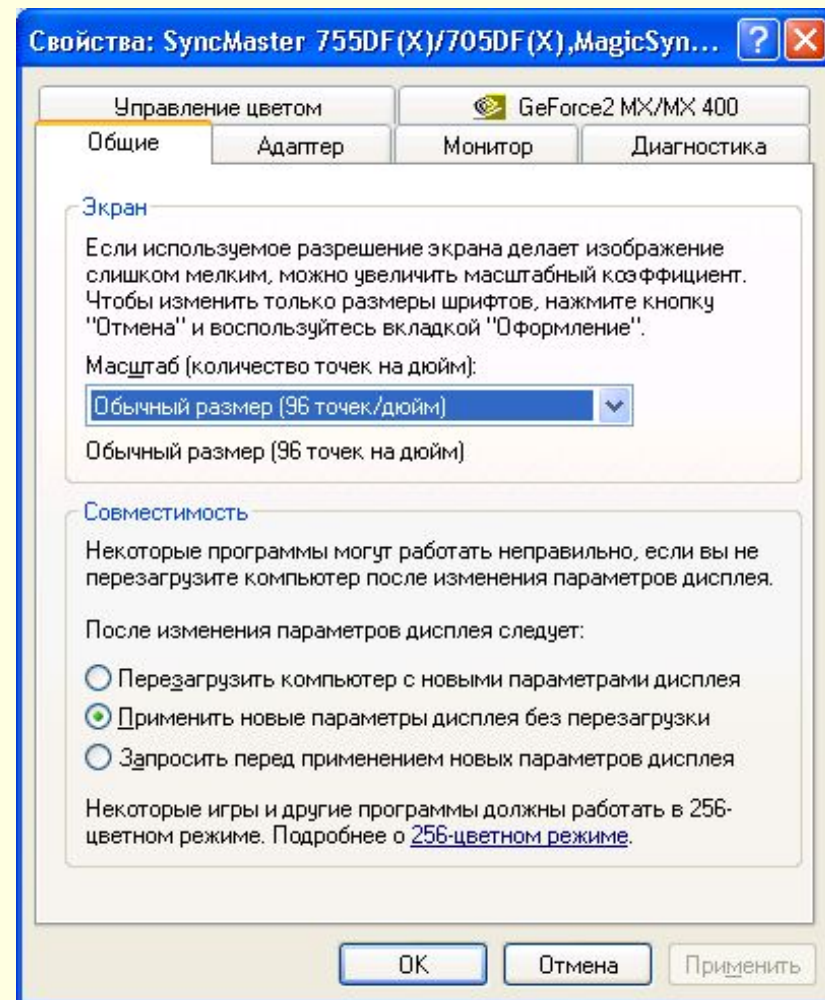 Свойства: SyncMaster 755DF(X)/705DF(X),MagicSyn...
Управление цветом
GeForce2 MX/MX 400
Общие
Адаптер
Монитор
Диагностика
Экран
Если используемое разрешение экрана делает изображение
слишком мелким, можно увеличить масштабный коэффициент.
Чтобы изменить только размеры шрифтов, нажмите кнопку
"Отмена" и воспользуйтесь вкладкой "Оформление".
Масштаб (количество точек на дюйм):
Обычный размер (96 точек/дюйм)
Обычный размер (96 точек на дюйм)
Совместимость
Некоторые программы могут работать неправильно, если вы не
перезагрузите компьютер после изменения параметров дисплея.
После изменения параметров дисплея следует:
Перезагрузить компьютер с новыми параметрами дисплея
Применить новые параметры дисплея без перезагрузки
Запросить перед применением новых параметров дисплея
Некоторые игры и другие программы должны работать в 256-
цветном режиме. Подробнее о 256-цветном режиме.
OK
Отмена
Применить